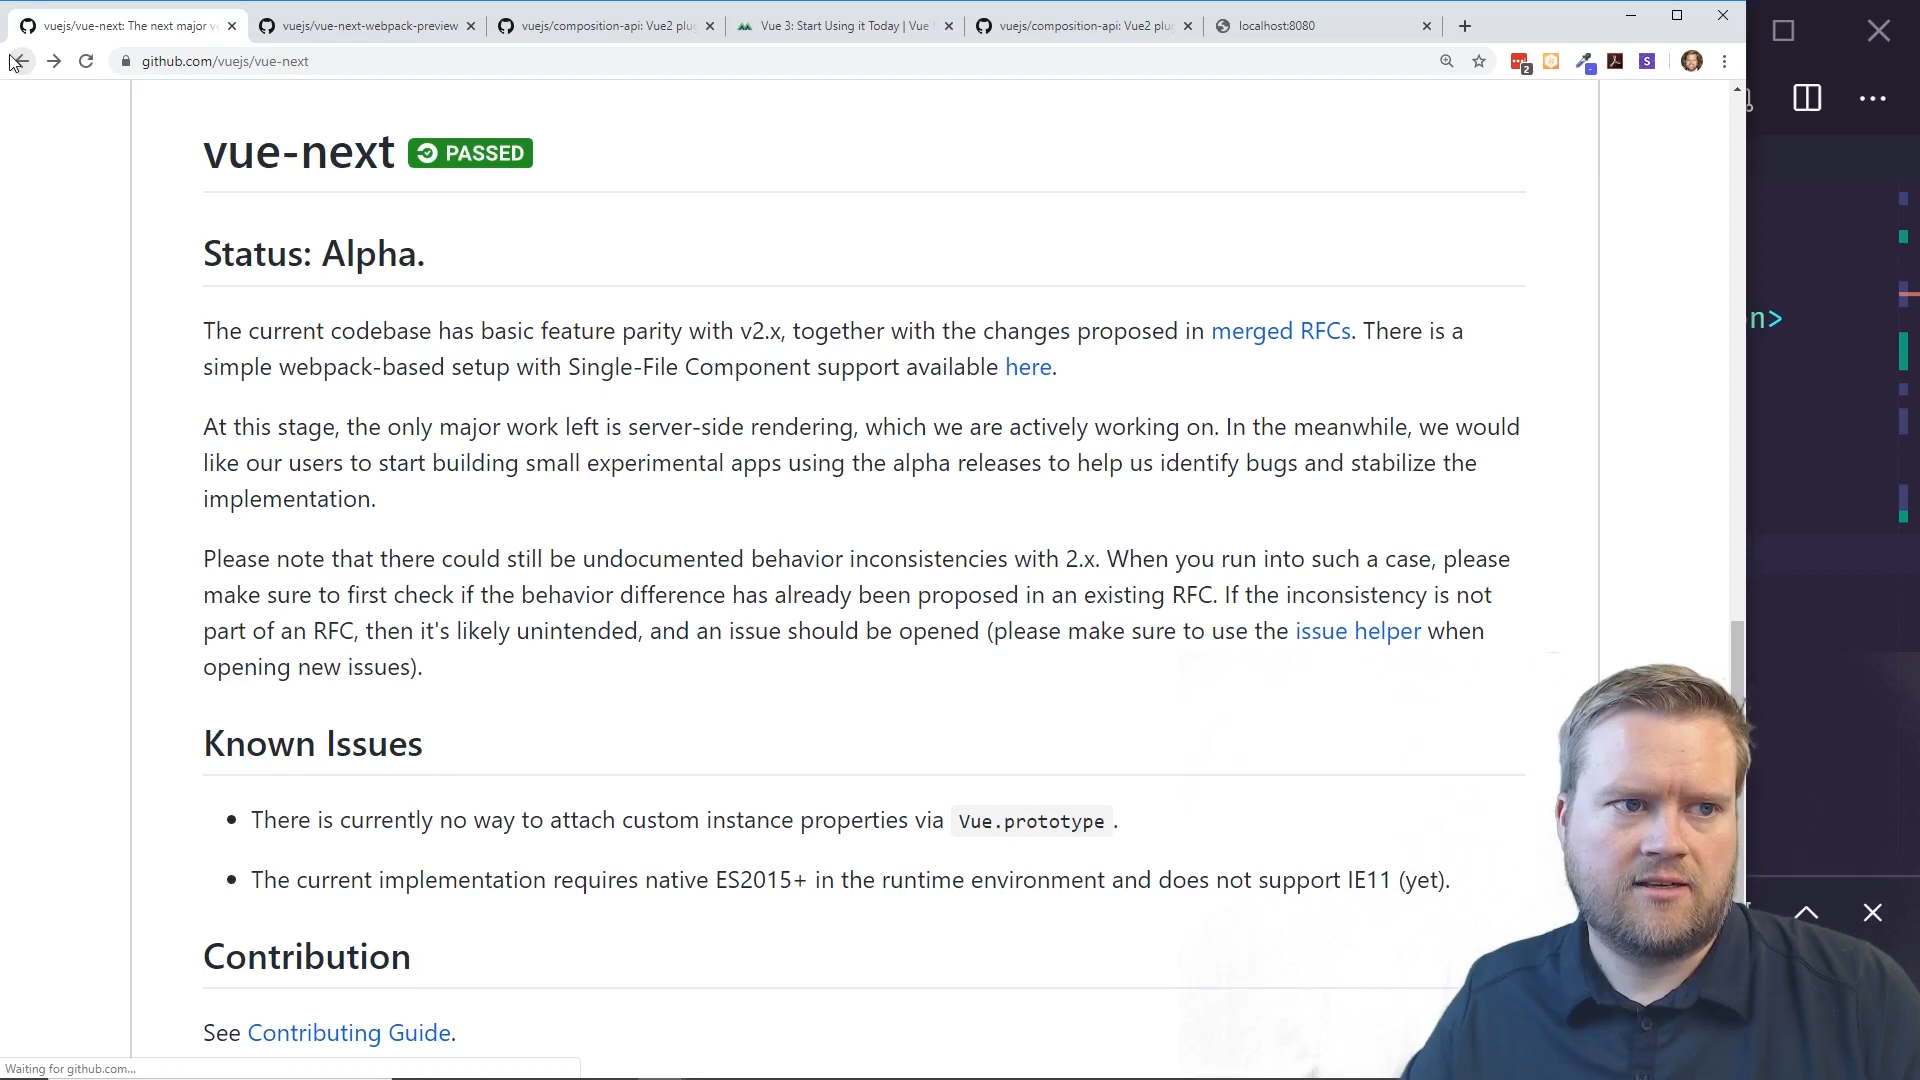 vuejs/vue-next: The next major v
vuejs/vue-next-webpack-preview
vuejs/composition-api: Vue2 plug
Vue 3: Start Using it Today | Vue
vuejs/composition-api: Vue2 plug
localhost:8080
github.com/vuejs/vue-next
2
S
vue-next PASSED
Status: Alpha.
n>
The current codebase has basic feature parity with v2.x, together with the changes proposed in merged RFCs. There is a
simple webpack-based setup with Single-File Component support available here.
At this stage, the only major work left is server-side rendering, which we are actively working on. In the meanwhile, we would
like our users to start building small experimental apps using the alpha releases to help us identify bugs and stabilize the
implementation.
Please note that there could still be undocumented behavior inconsistencies with 2.x. When you run into such a case, please
make sure to first check if the behavior difference has already been proposed in an existing RFC. If the inconsistency is not
part of an RFC, then it's likely unintended, and an issue should be opened (please make sure to use the issue helper when
opening new issues).
Known Issues
• There is currently no way to attach custom instance properties via Vue.prototype.
• The current implementation requires native ES2015+ in the runtime environment and does not support IE11 (yet).
Contribution
See Contributing Guide.
Waiting for github.com...